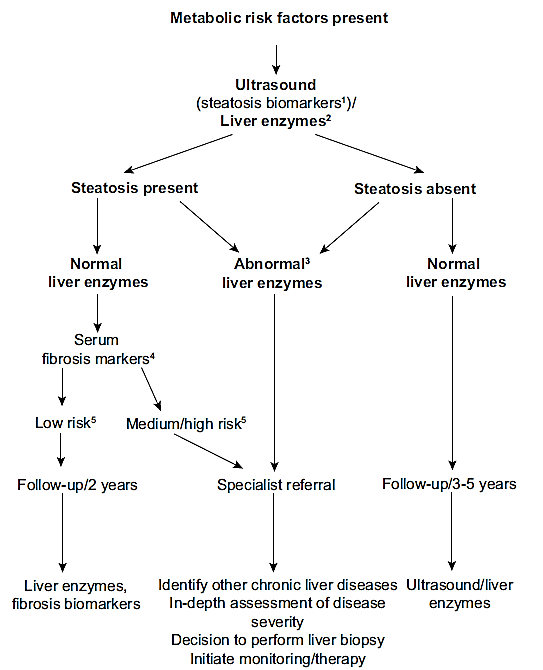 Metabolic risk factors present
Ultrasound
(steatosis biomarkers¹)/
Liver enzymes²
Steatosis present
Steatosis absent
Normal
liver enzymes
Abnormal³
liver enzymes
Normal
liver enzymes
Serum
fibrosis markers⁴
Low risk⁵
Medium/high risk⁵
Follow-up/2 years
Specialist referral
Follow-up/3-5 years
Liver enzymes,
fibrosis biomarkers
Identify other chronic liver diseases
In-depth assessment of disease
severity
Decision to perform liver biopsy
Initiate monitoring/therapy
Ultrasound/liver
enzymes